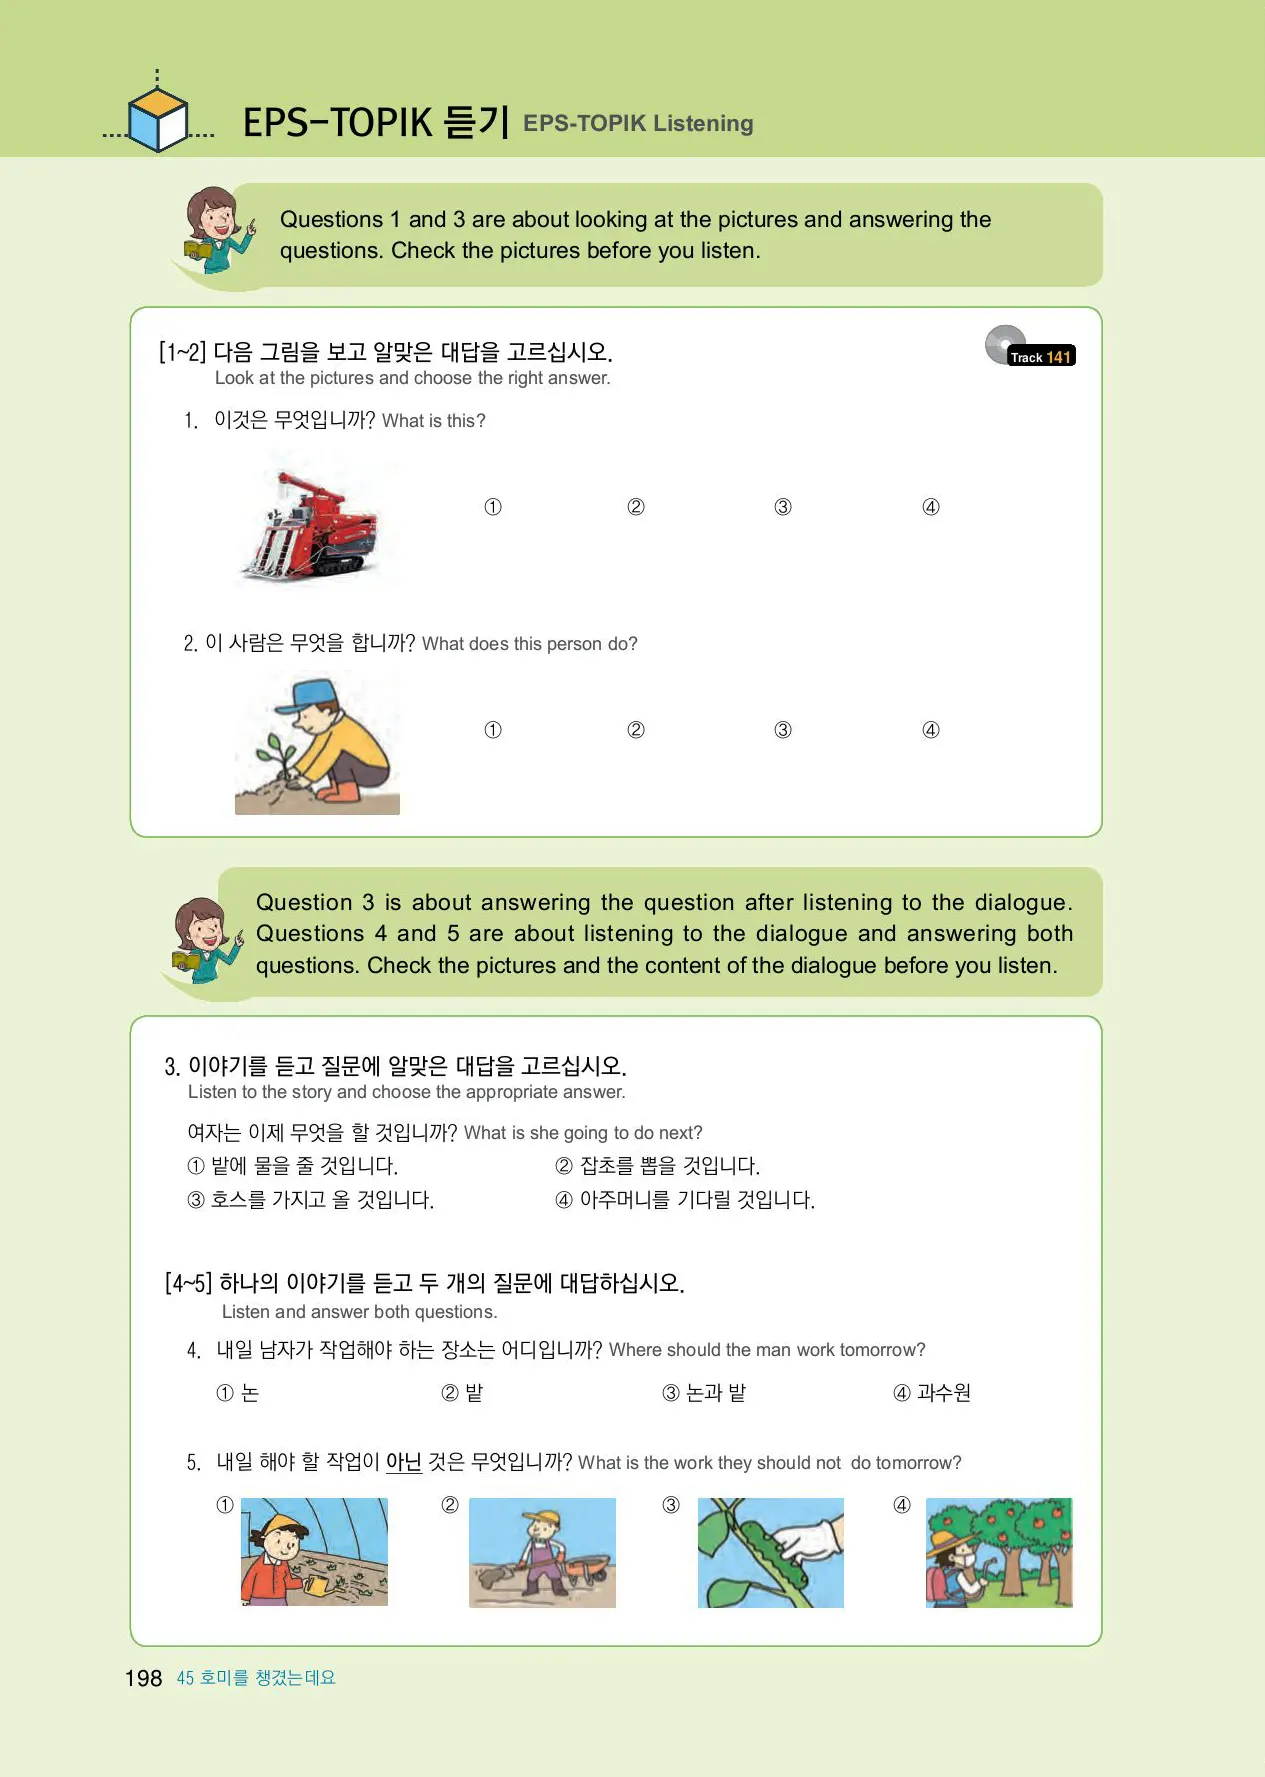 EPS-TOPIK 듣기 EPS-TOPIK Listening
Questions 1 and 3 are about looking at the pictures and answering the
questions. Check the pictures before you listen.
[1~2] 다음 그림을 보고 알맞은 대답을 고르십시오.
Track 141
Look at the pictures and choose the right answer.
1. 이것은 무엇입니까? What is this?
① ② ③ ④
2. 이 사람은 무엇을 합니까? What does this person do?
① ② ③ ④
Question 3 is about answering the question after listening to the dialogue.
Questions 4 and 5 are about listening to the dialogue and answering both
questions. Check the pictures and the content of the dialogue before you listen.
3. 이야기를 듣고 질문에 알맞은 대답을 고르십시오.
Listen to the story and choose the appropriate answer.
여자는 이제 무엇을 할 것입니까? What is she going to do next?
① 밭에 물을 줄 것입니다. ② 잡초를 뽑을 것입니다.
③ 호스를 가지고 올 것입니다. ④ 아주머니를 기다릴 것입니다.
[4~5] 하나의 이야기를 듣고 두 개의 질문에 대답하십시오.
Listen and answer both questions.
4. 내일 남자가 작업해야 하는 장소는 어디입니까? Where should the man work tomorrow?
① 논 ② 밭 ③ 논과 밭 ④ 과수원
5. 내일 해야 할 작업이 아닌 것은 무엇입니까? What is the work they should not do tomorrow?
① ② ③ ④
198 45 호미를 챙겼는데요